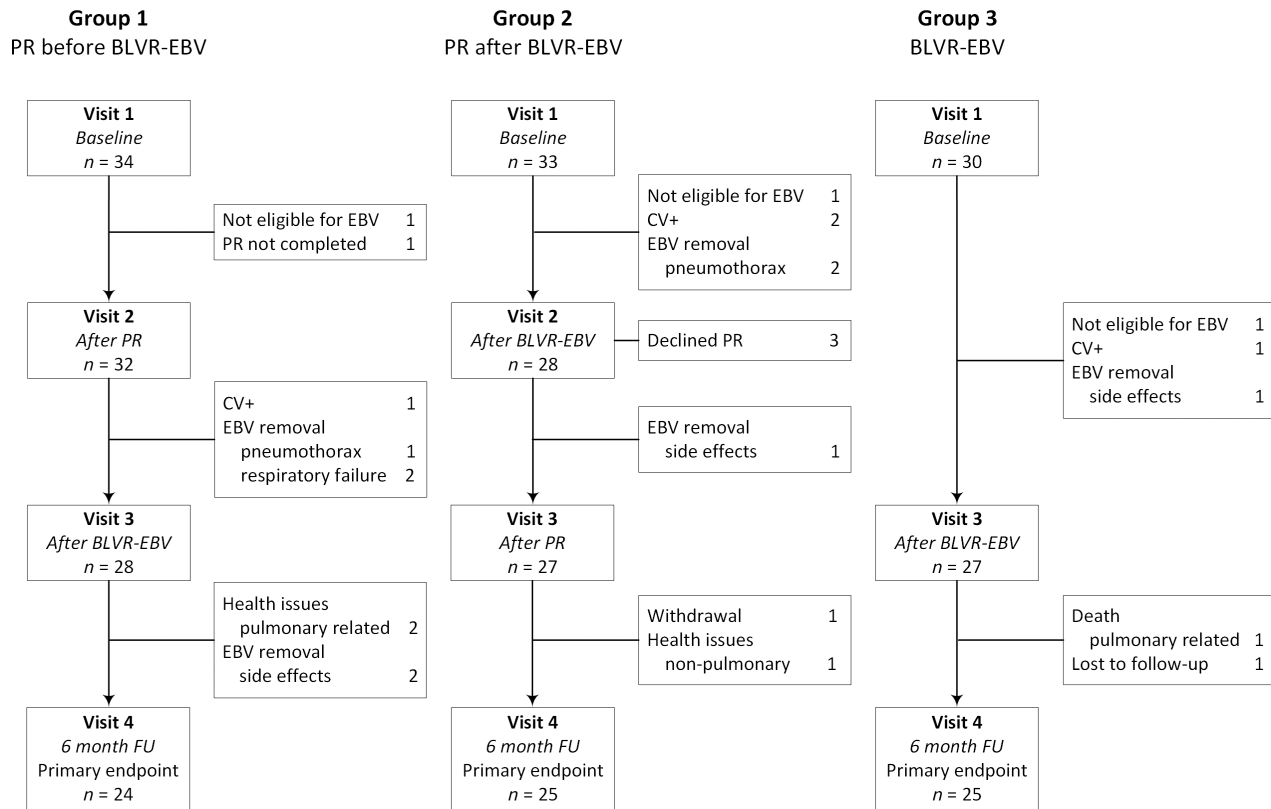 Group 1
PR before BLVR-EBV
Visit 1
Baseline
n = 34
Not eligible for EBV 1
PR not completed 1
Visit 2
After PR
n = 32
CV+ 1
EBV removal
pneumothorax 1
respiratory failure 2
Visit 3
After BLVR-EBV
n = 28
Health issues
pulmonary related 2
EBV removal
side effects 2
Visit 4
6 month FU
Primary endpoint
n = 24
Group 2
PR after BLVR-EBV
Visit 1
Baseline
n = 33
Not eligible for EBV 1
CV+ 2
EBV removal
pneumothorax 2
Visit 2
After BLVR-EBV
n = 28
Declined PR 3
EBV removal
side effects 1
Visit 3
After PR
n = 27
Withdrawal 1
Health issues
non-pulmonary 1
Visit 4
6 month FU
Primary endpoint
n = 25
Group 3
BLVR-EBV
Visit 1
Baseline
n = 30
Not eligible for EBV 1
CV+ 1
EBV removal
side effects 1
Visit 3
After BLVR-EBV
n = 27
Death
pulmonary related 1
Lost to follow-up 1
Visit 4
6 month FU
Primary endpoint
n = 25